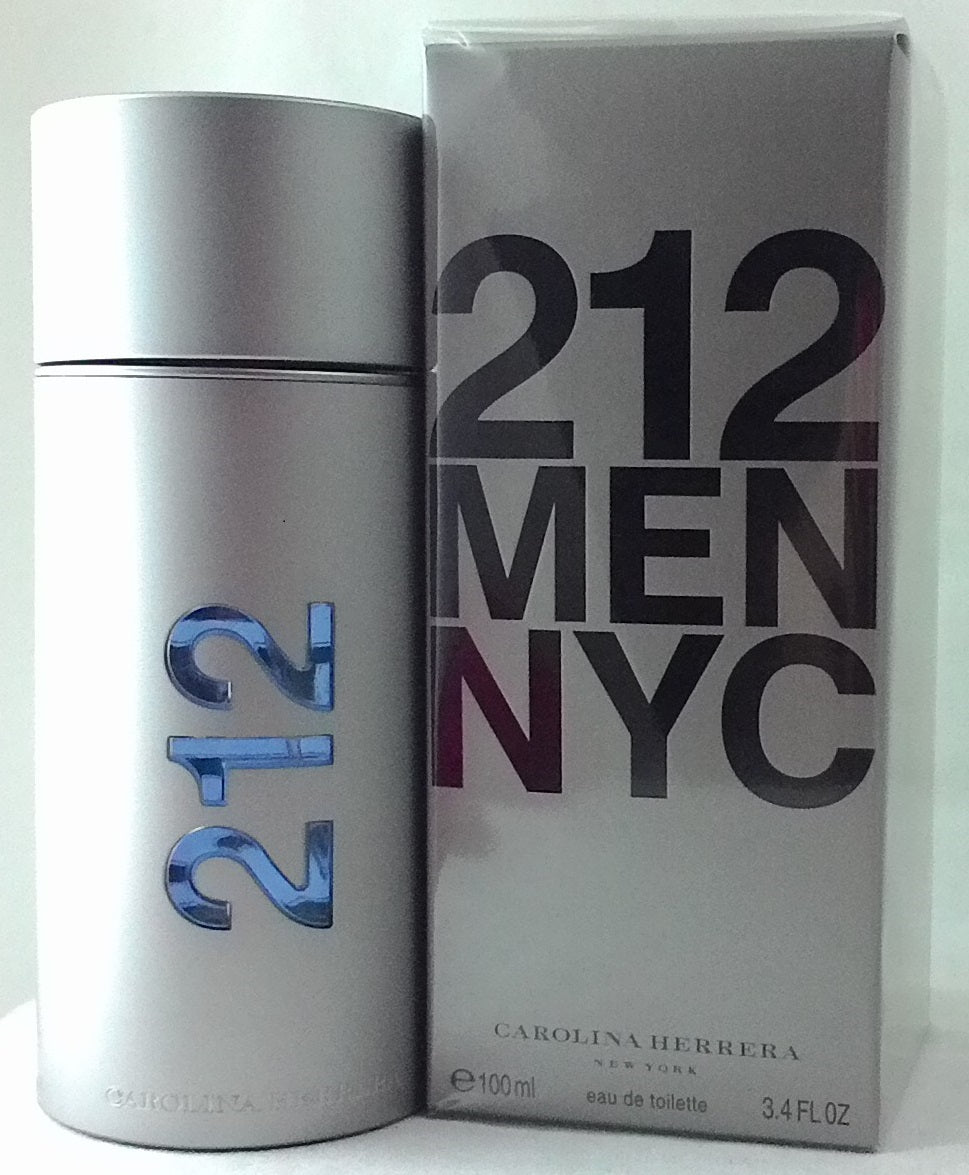 212
CAROLINA HERRERA
212
MEN
NYC
CAROLINA HERRERA
NEW YORK
℮100ml
eau de toilette
3.4 FL OZ